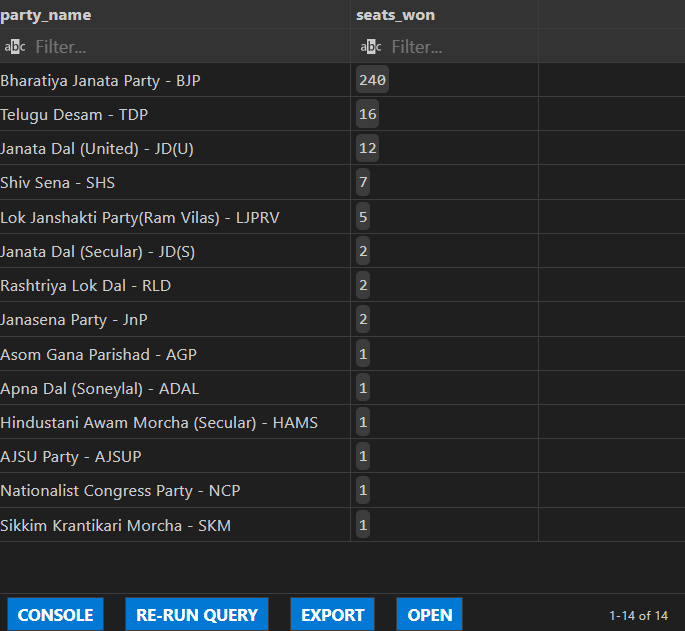 party_name seats_won
abc Filter... abc Filter...
Bharatiya Janata Party - BJP 240
Telugu Desam - TDP 16
Janata Dal (United) - JD(U) 12
Shiv Sena - SHS 7
Lok Janshakti Party(Ram Vilas) - LJPRV 5
Janata Dal (Secular) - JD(S) 2
Rashtriya Lok Dal - RLD 2
Janasena Party - JnP 2
Asom Gana Parishad - AGP 1
Apna Dal (Soneylal) - ADAL 1
Hindustani Awam Morcha (Secular) - HAMS 1
AJSU Party - AJSUP 1
Nationalist Congress Party - NCP 1
Sikkim Krantikari Morcha - SKM 1
CONSOLE RE-RUN QUERY EXPORT OPEN 1-14 of 14